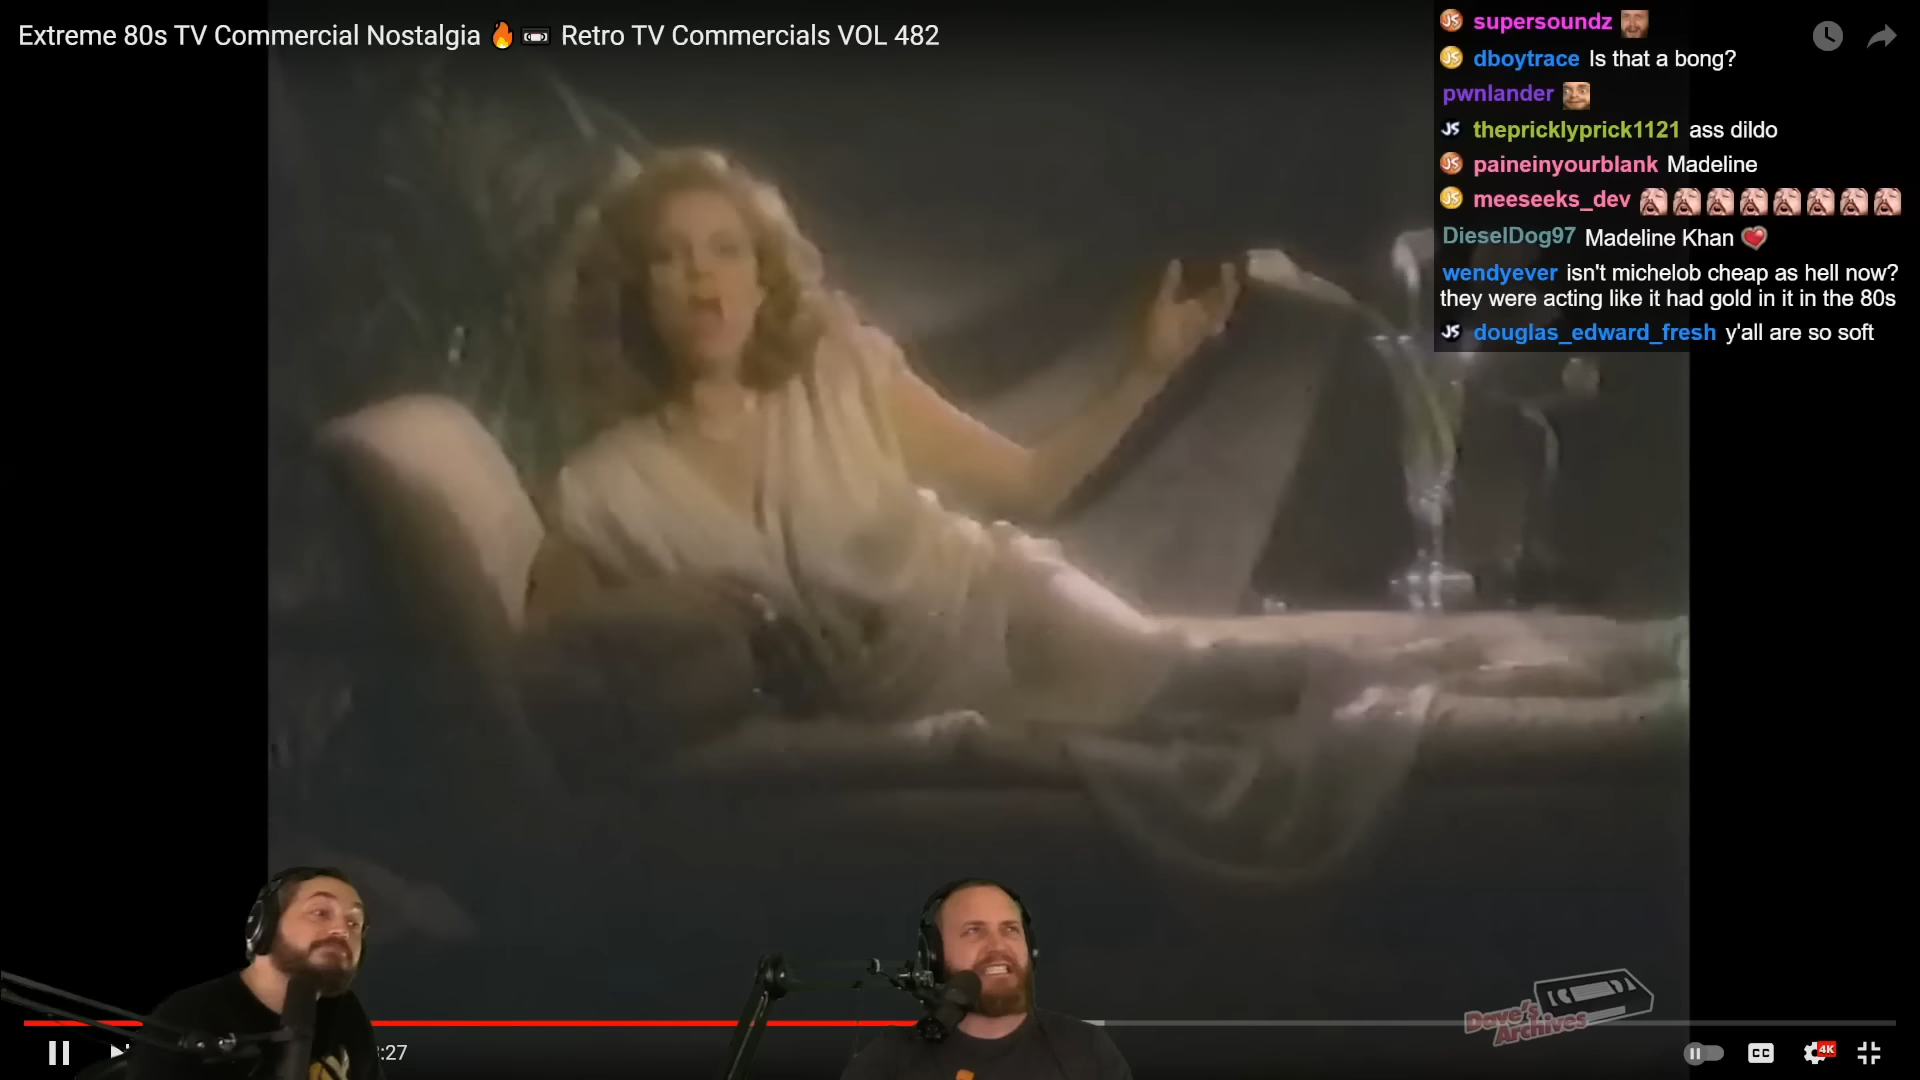 Extreme 80s TV Commercial Nostalgia 🔥📼 Retro TV Commercials VOL 482
supersoundz
dboytrace Is that a bong?
pwnlander
thepricklyprick1121 ass dildo
paineinyourblank Madeline
meeseeks_dev
DieselDog97 Madeline Khan
wendyever isn't michelob cheap as hell now?
they were acting like it had gold in it in the 80s
douglas_edward_fresh y'all are so soft
Dave's
Archives
:27
CC
4K